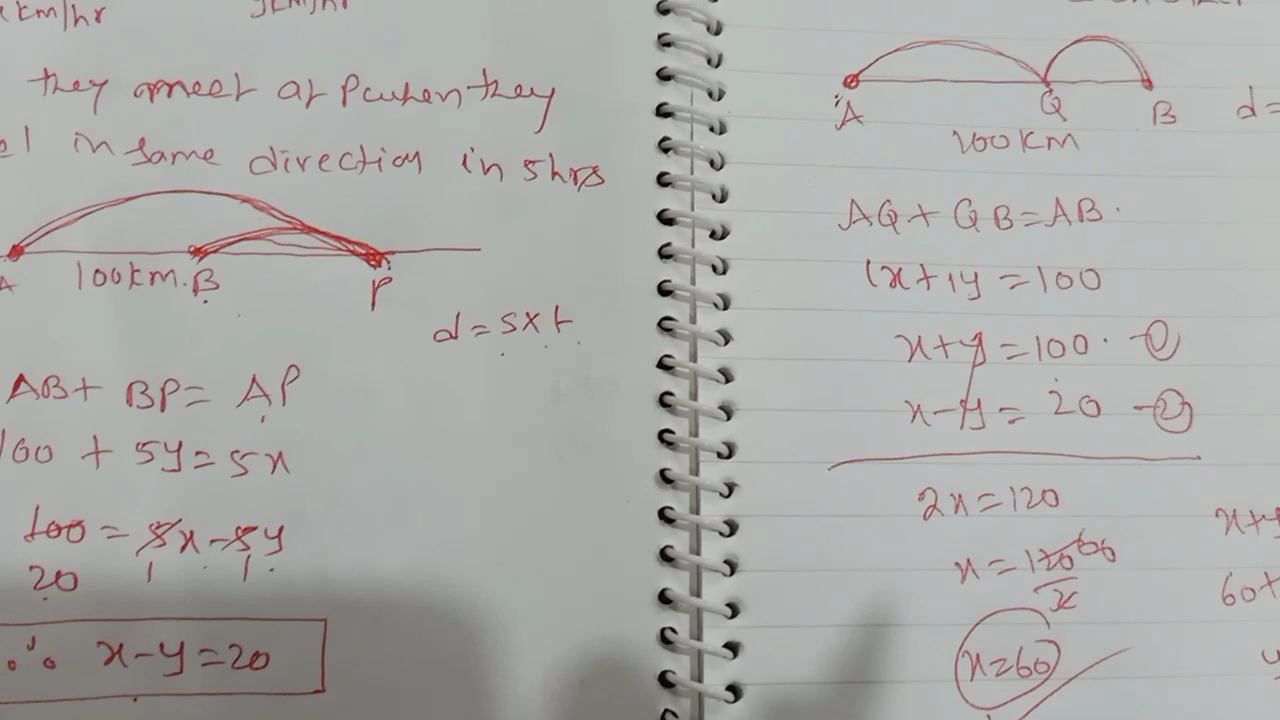 km/hr
they meet at P when they
in same direction in 5hrs
A 100km. B P
d = s x t
AB + BP = AP
100 + 5y = 5x
100 = 5x - 5y
20 1 1
∴ x - y = 20
A Q B
d =
100 KM
AQ + QB = AB.
1x + 1y = 100
x + y = 100. - ①
x - y = 20 - ②
2x = 120
x = 120 60
2
x = 60
x + y
60 +
y